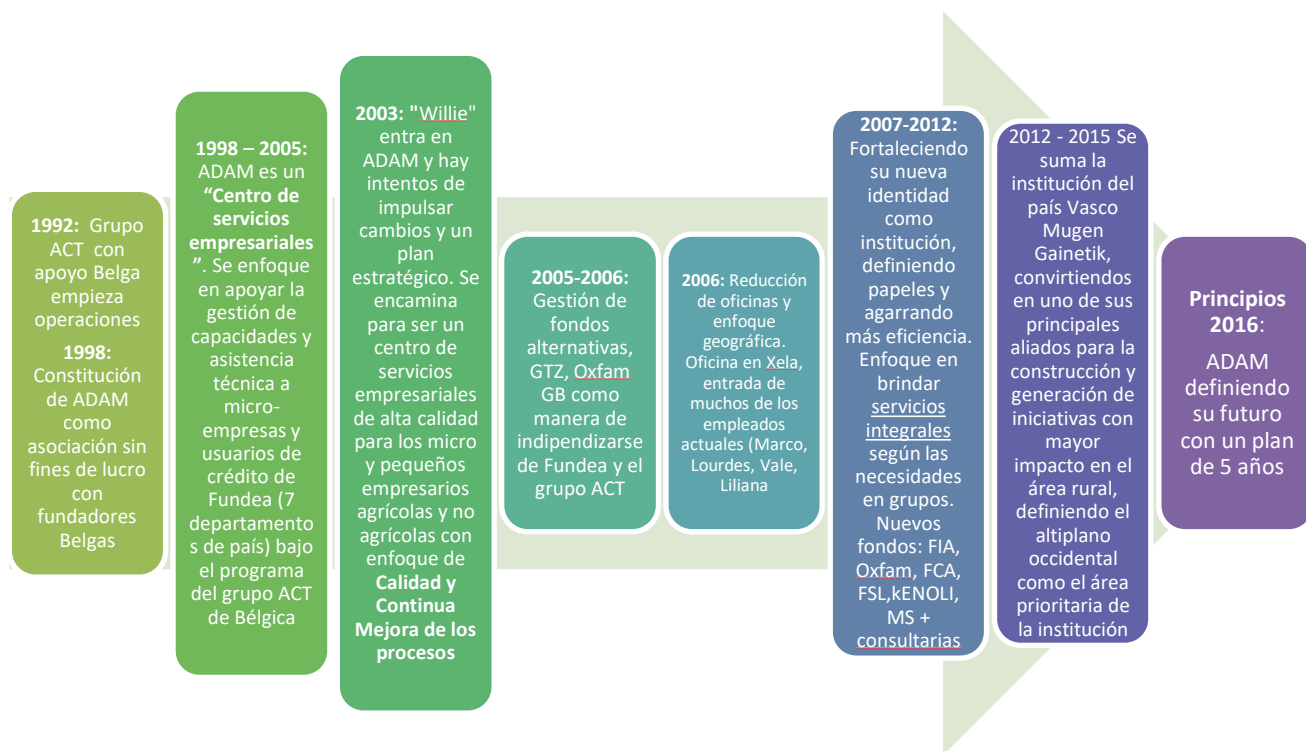 1992: Grupo
ACT con
apoyo Belga
empieza
operaciones
1998:
Constitución
de ADAM
como
asociación sin
fines de lucro
con
fundadores
Belgas
1998 – 2005:
ADAM es un
“Centro de
servicios
empresariales
”. Se enfoque
en apoyar la
gestión de
capacidades y
asistencia
técnica a
micro-
empresas y
usuarios de
crédito de
Fundea (7
departamento
s de país) bajo
el programa
del grupo ACT
de Bélgica
2003: "Willie"
entra en
ADAM y hay
intentos de
impulsar
cambios y un
plan
estratégico. Se
encamina
para ser un
centro de
servicios
empresariales
de alta calidad
para los micro
y pequeños
empresarios
agrícolas y no
agrícolas con
enfoque de
Calidad y
Continua
Mejora de los
procesos
2005-2006:
Gestión de
fondos
alternativas,
GTZ, Oxfam
GB como
manera de
indipendizarse
de Fundea y el
grupo ACT
2006: Reducción
de oficinas y
enfoque
geográfica.
Oficina en Xela,
entrada de
muchos de los
empleados
actuales (Marco,
Lourdes, Vale,
Liliana
2007-2012:
Fortaleciendo
su nueva
identidad
como
institución,
definiendo
papeles y
agarrando
más eficiencia.
Enfoque en
brindar
servicios
integrales
según las
necesidades
en grupos.
Nuevos
fondos: FIA,
Oxfam, FCA,
FSL,kENOLI,
MS +
consultarias
2012 - 2015 Se
suma la
institución del
país Vasco
Mugen
Gainetik,
convirtiendos
en uno de sus
principales
aliados para la
construcción y
generación de
iniciativas con
mayor
impacto en el
área rural,
definiendo el
altiplano
occidental
como el área
prioritaria de
la institución
Principios
2016:
ADAM
definiendo
su futuro
con un plan
de 5 años